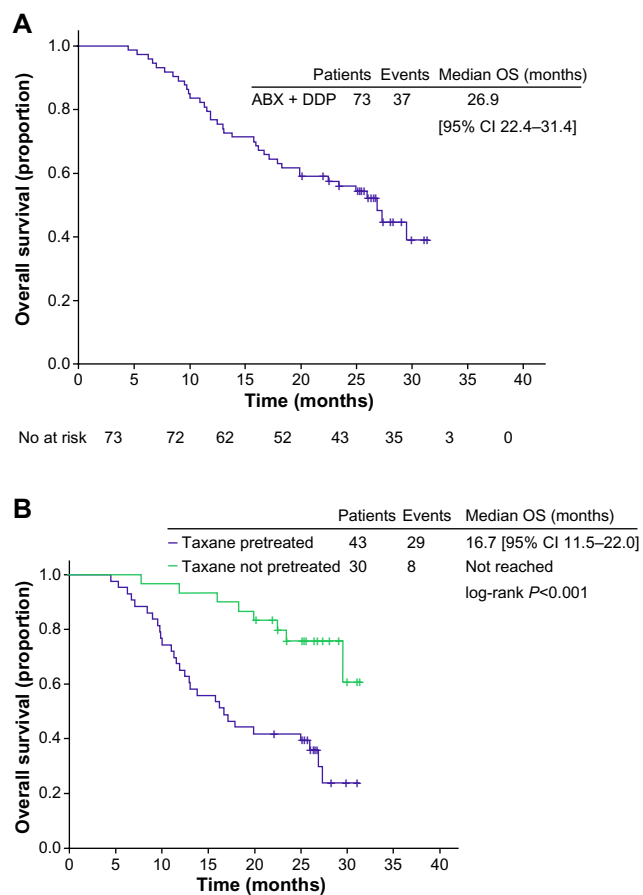 A
Patients Events Median OS (months)
ABX + DDP 73 37 26.9
[95% CI 22.4–31.4]
Overall survival (proportion)
1.0
0.8
0.6
0.4
0.2
0.0
0 5 10 15 20 25 30 35 40
Time (months)
No at risk 73 72 62 52 43 35 3 0
B
Patients Events Median OS (months)
Taxane pretreated 43 29 16.7 [95% CI 11.5–22.0]
Taxane not pretreated 30 8 Not reached
log-rank P<0.001
Overall survival (proportion)
1.0
0.8
0.6
0.4
0.2
0.0
0 5 10 15 20 25 30 35 40
Time (months)